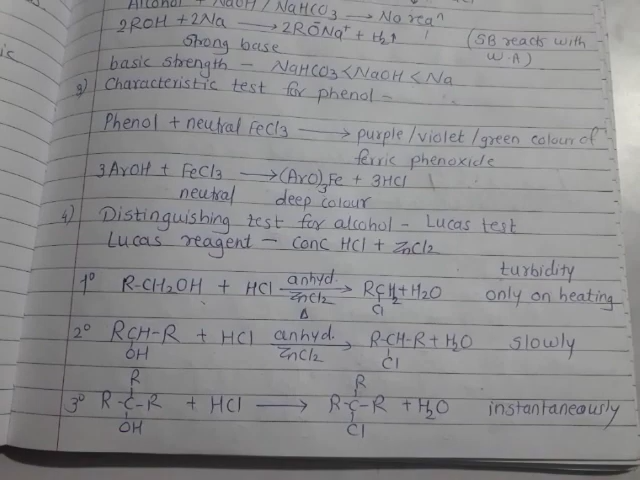 Alcohol + NaOH / NaHCO3 → No reaⁿ
2ROH + 2Na → 2RŌNa⁺ + H2↑ (SB reacts with
Strong base W.A)
basic strength - NaHCO3 < NaOH < Na
3) Characteristic test for phenol -
Phenol + neutral FeCl3 → purple/violet/green colour of
ferric phenoxide
3ArOH + FeCl3 → (ArO)3Fe + 3HCl
neutral deep colour
4) Distinguishing test for alcohol - Lucas test
Lucas reagent - conc HCl + ZnCl2
turbidity
1° R-CH2OH + HCl anhyd. ZnCl2 Δ → RCH2 + H2O only on heating
Cl
2° RCH-R + HCl anhyd. ZnCl2 → R-CH-R + H2O slowly
OH Cl
R R
3° R-C-R + HCl → R-C-R + H2O instantaneously
OH Cl